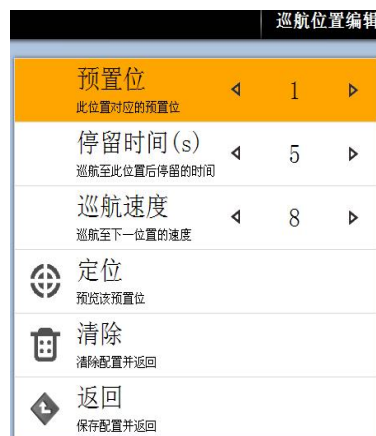 巡航位置编辑
预置位
1
此位置对应的预置位
停留时间(s)
5
巡航至此位置后停留的时间
巡航速度
8
巡航至下一位置的速度
定位
预览该预置位
清除
清除配置并返回
返回
保存配置并返回